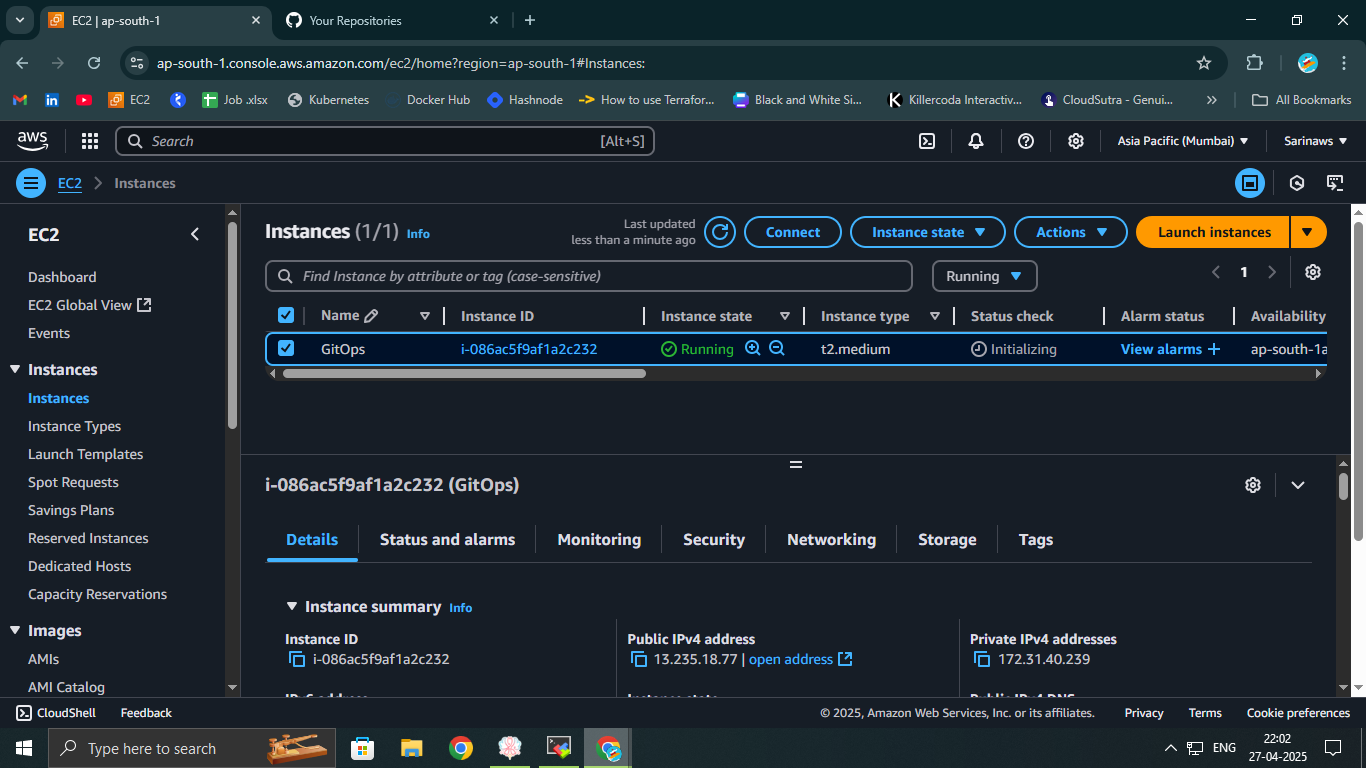 EC2 | ap-south-1
Your Repositories
ap-south-1.console.aws.amazon.com/ec2/home?region=ap-south-1#Instances:
EC2
Job .xlsx
Kubernetes
Docker Hub
Hashnode
How to use Terrafor...
Black and White Si...
Killercoda Interactiv...
CloudSutra - Genui...
All Bookmarks
aws
Search
[Alt+S]
Asia Pacific (Mumbai)
Sarinaws
EC2
Instances
EC2
Dashboard
EC2 Global View
Events
Instances
Instances
Instance Types
Launch Templates
Spot Requests
Savings Plans
Reserved Instances
Dedicated Hosts
Capacity Reservations
Images
AMIs
AMI Catalog
Instances (1/1) Info
Last updated
less than a minute ago
Connect
Instance state
Actions
Launch instances
Find Instance by attribute or tag (case-sensitive)
Running
1
Name
Instance ID
Instance state
Instance type
Status check
Alarm status
Availability
GitOps
i-086ac5f9af1a2c232
Running
t2.medium
Initializing
View alarms
ap-south-1a
i-086ac5f9af1a2c232 (GitOps)
Details
Status and alarms
Monitoring
Security
Networking
Storage
Tags
Instance summary Info
Instance ID
i-086ac5f9af1a2c232
Public IPv4 address
13.235.18.77 | open address
Private IPv4 addresses
172.31.40.239
IPv6 address
Instance state
Public IPv4 DNS
CloudShell
Feedback
© 2025, Amazon Web Services, Inc. or its affiliates.
Privacy
Terms
Cookie preferences
Type here to search
ENG
22:02
27-04-2025